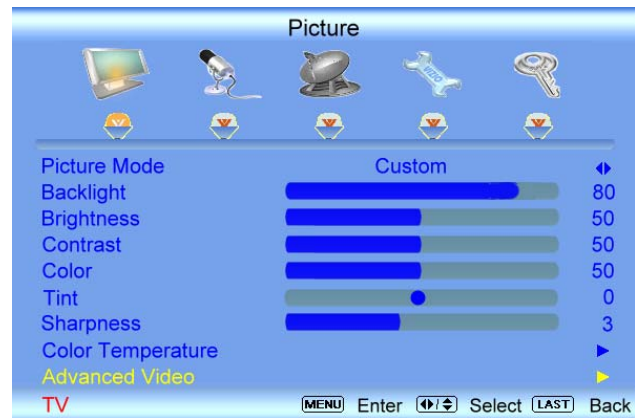 Picture
VIZIO
Picture Mode Custom
Backlight 80
Brightness 50
Contrast 50
Color 50
Tint 0
Sharpness 3
Color Temperature
Advanced Video
TV MENU Enter Select LAST Back